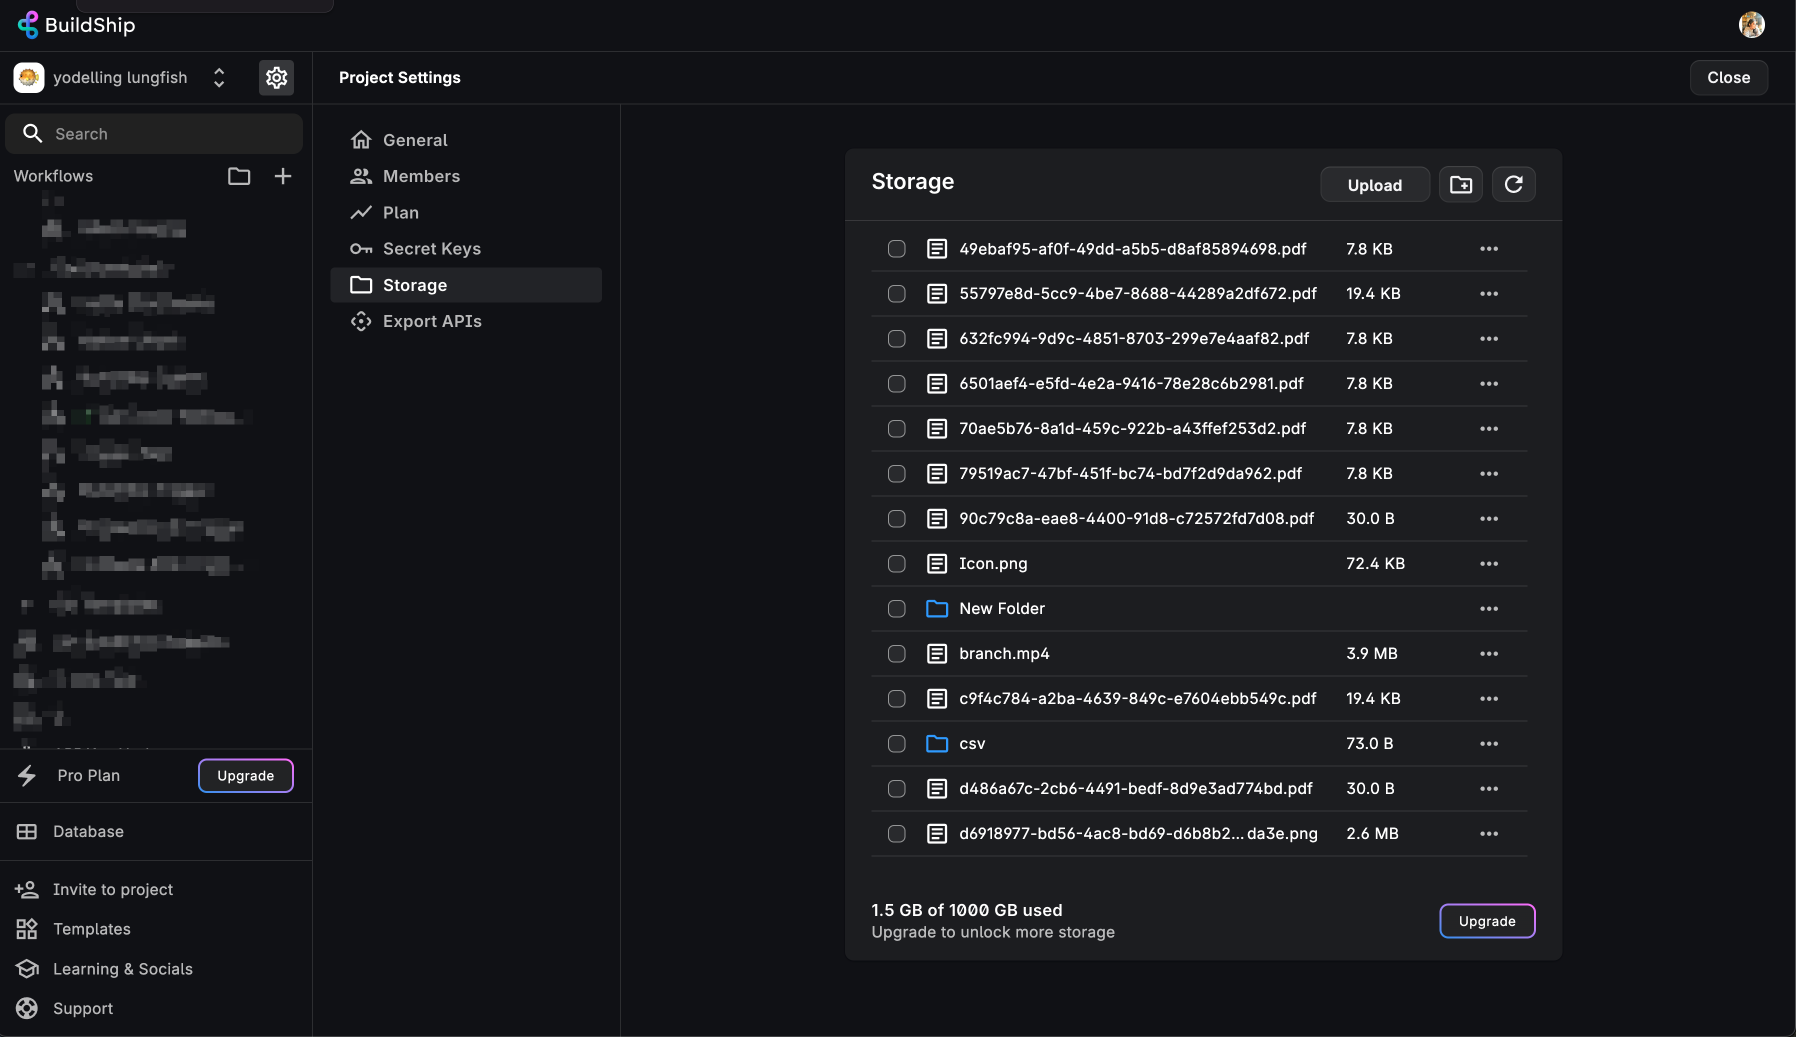 BuildShip
yodelling lungfish
Project Settings
Close
Search
Workflows
Pro Plan
Upgrade
Database
Invite to project
Templates
Learning & Socials
Support
General
Members
Plan
Secret Keys
Storage
Export APIs
Storage
Upload
49ebaf95-af0f-49dd-a5b5-d8af85894698.pdf 7.8 KB
55797e8d-5cc9-4be7-8688-44289a2df672.pdf 19.4 KB
632fc994-9d9c-4851-8703-299e7e4aaf82.pdf 7.8 KB
6501aef4-e5fd-4e2a-9416-78e28c6b2981.pdf 7.8 KB
70ae5b76-8a1d-459c-922b-a43ffef253d2.pdf 7.8 KB
79519ac7-47bf-451f-bc74-bd7f2d9da962.pdf 7.8 KB
90c79c8a-eae8-4400-91d8-c72572fd7d08.pdf 30.0 B
Icon.png 72.4 KB
New Folder
branch.mp4 3.9 MB
c9f4c784-a2ba-4639-849c-e7604ebb549c.pdf 19.4 KB
csv 73.0 B
d486a67c-2cb6-4491-bedf-8d9e3ad774bd.pdf 30.0 B
d6918977-bd56-4ac8-bd69-d6b8b2... da3e.png 2.6 MB
1.5 GB of 1000 GB used
Upgrade to unlock more storage
Upgrade